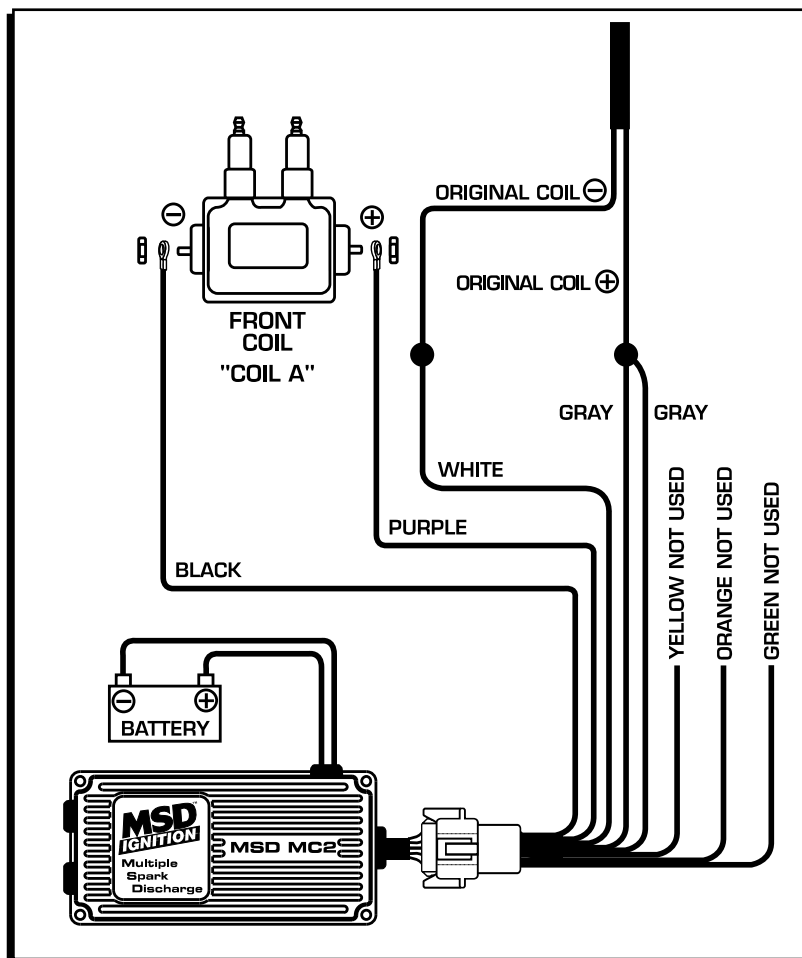 ORIGINAL COIL ⊖
⊖
⊕
ORIGINAL COIL ⊕
FRONT
COIL
"COIL A"
GRAY
GRAY
WHITE
PURPLE
BLACK
YELLOW NOT USED
ORANGE NOT USED
GREEN NOT USED
⊖
⊕
BATTERY
MSD™
IGNITION
Multiple
Spark
Discharge
MSD MC2